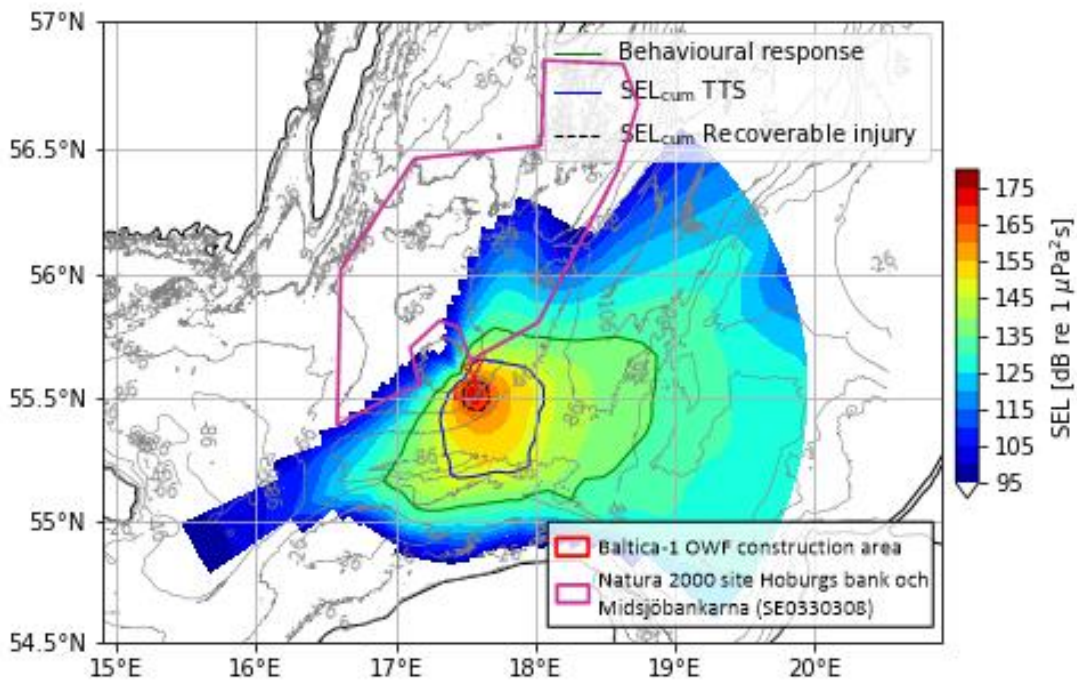 57°N
56.5°N
56°N
55.5°N
55°N
54.5°N
15°E
16°E
17°E
18°E
19°E
20°E
Behavioural response
SELcum TTS
SELcum Recoverable injury
Baltica-1 OWF construction area
Natura 2000 site Hoburgs bank och
Midsjöbankarna (SE0330308)
175
165
155
145
135
125
115
105
95
SEL [dB re 1 μPa²s]